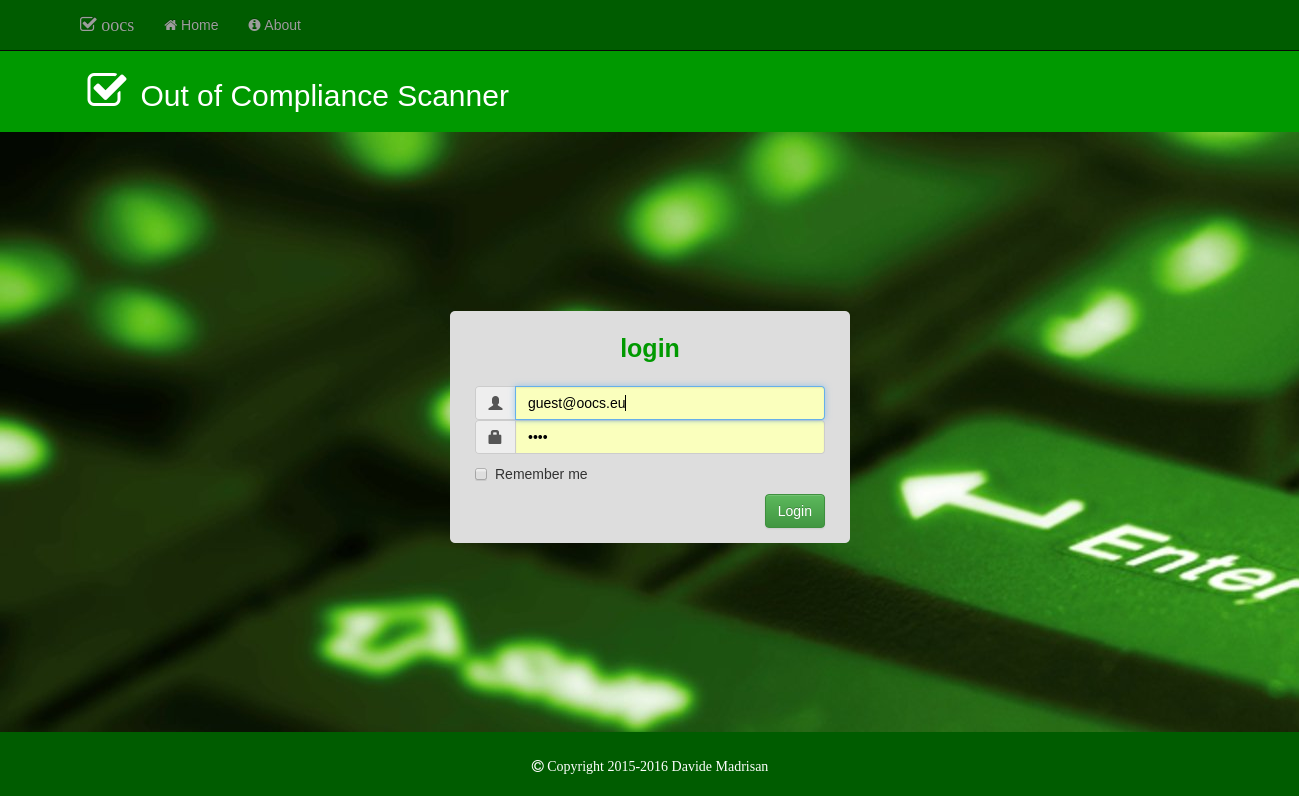 oocs Home About
Out of Compliance Scanner
login
guest@oocs.eu
••••
Remember me
Login
Enter
© Copyright 2015-2016 Davide Madrisan